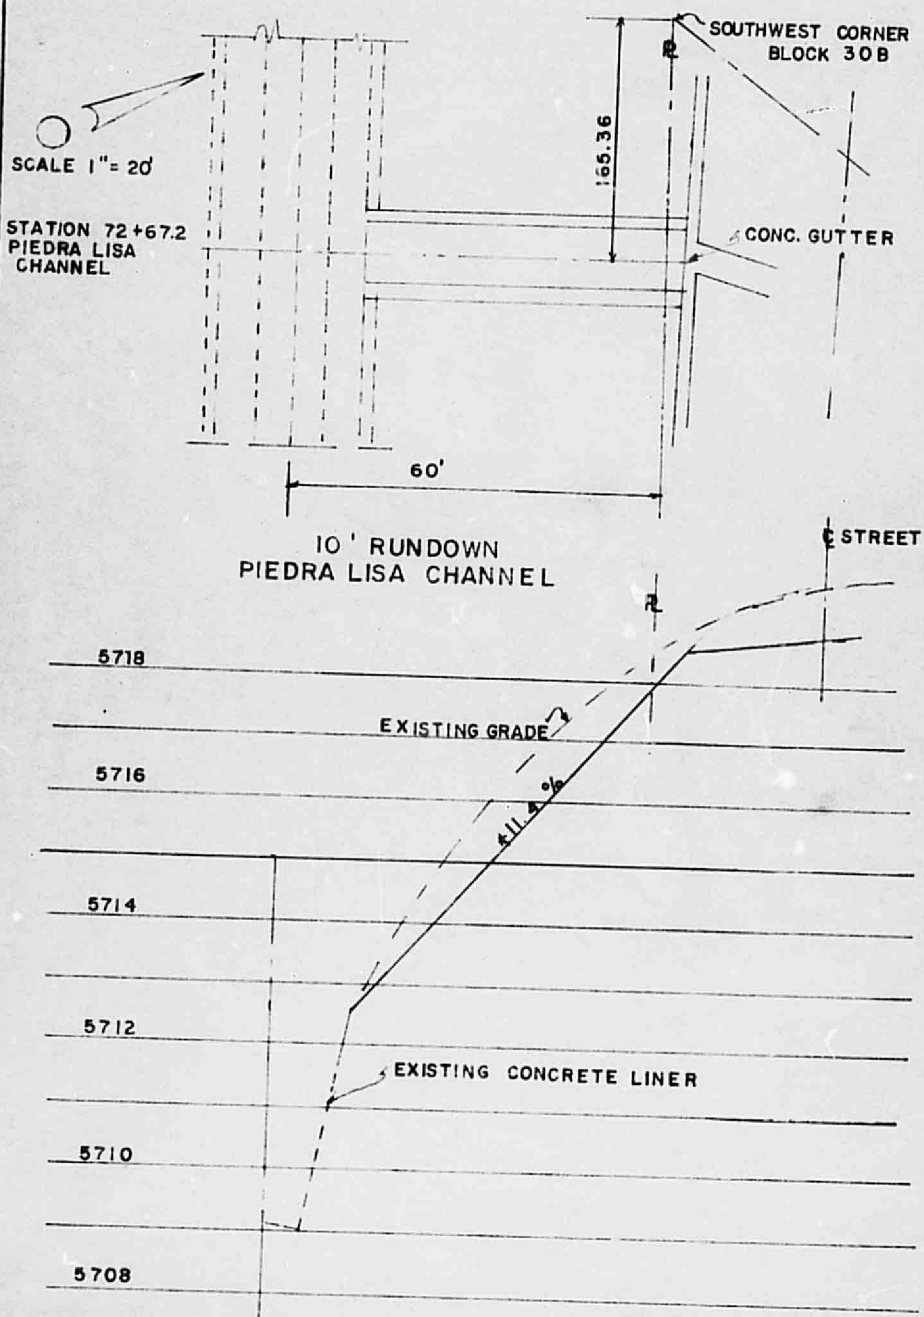 SOUTHWEST CORNER
BLOCK 30B
℞
165.36
SCALE 1"= 20'
STATION 72+67.2
PIEDRA LISA
CHANNEL
CONC. GUTTER
60'
10' RUNDOWN
PIEDRA LISA CHANNEL
℄ STREET
5718
EXISTING GRADE
5716
11.4 %
5714
5712
EXISTING CONCRETE LINER
5710
5708